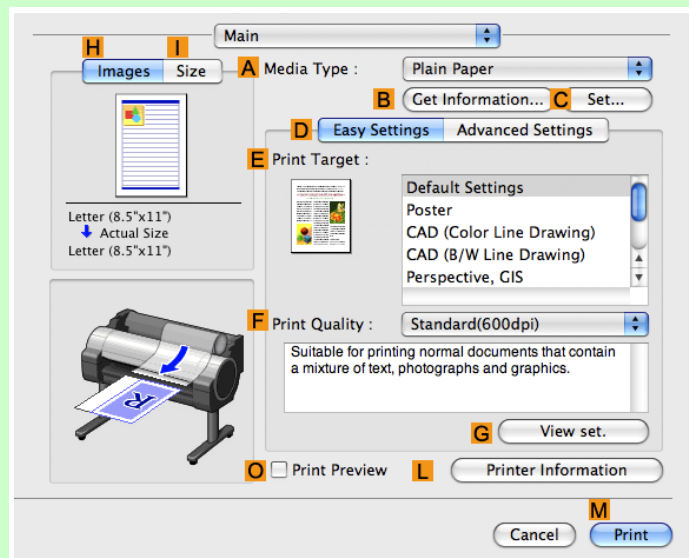 Main
H I
Images Size
A Media Type : Plain Paper
B Get Information... C Set...
D Easy Settings Advanced Settings
E Print Target :
Default Settings
Poster
CAD (Color Line Drawing)
CAD (B/W Line Drawing)
Perspective, GIS
Letter (8.5"x11")
Actual Size
Letter (8.5"x11")
F Print Quality : Standard(600dpi)
Suitable for printing normal documents that contain
a mixture of text, photographs and graphics.
R
G View set.
O Print Preview L Printer Information
M
Cancel Print